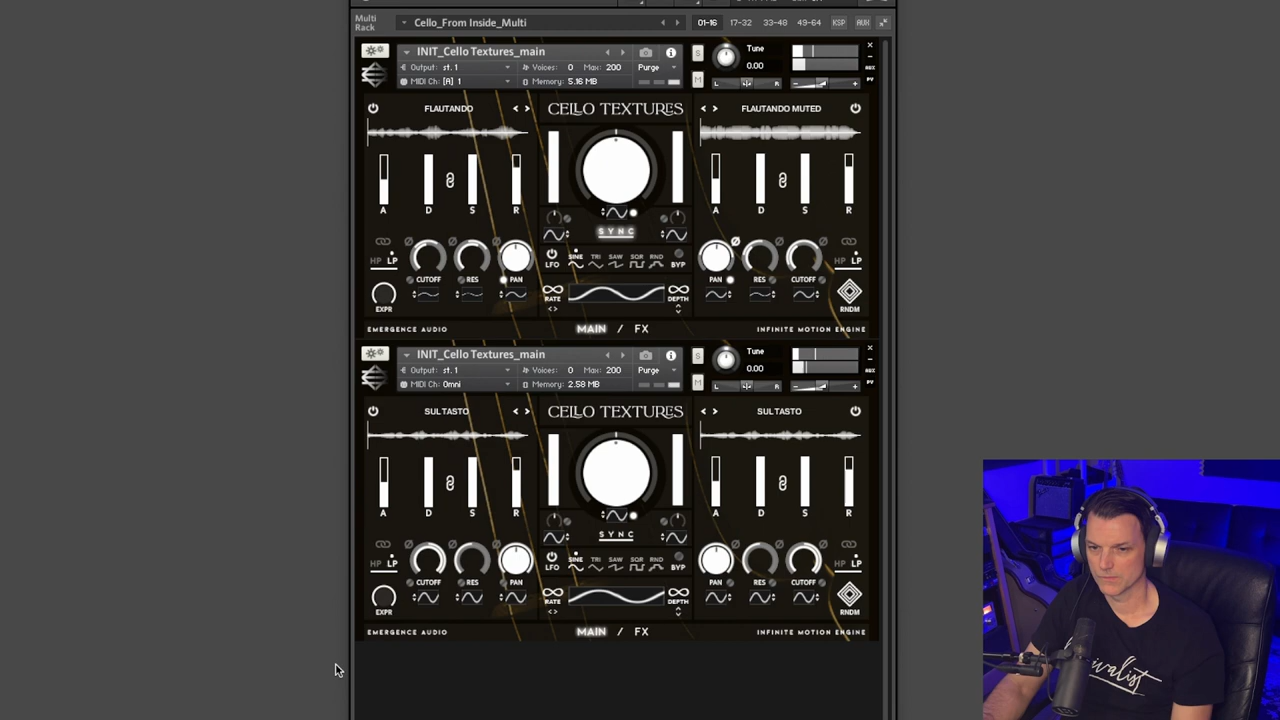 Multi
Rack
Cello_From Inside_Multi
01-16 17-32 33-48 49-64 KSP AUX
INIT_Cello Textures_main
Output: st. 1 Voices: 0 Max: 200 Purge
MIDI Ch: [A] 1 Memory: 5.16 MB
S
M
Tune
0.00
L R
AUX
PV
FLAUTANDO
CELLO TEXTURES
FLAUTANDO MUTED
A D S R
A D S R
SYNC
HP LP
CUTOFF RES PAN
LFO SINE TRI SAW SQR RND BYP
PAN RES CUTOFF
HP LP
EXPR
RATE
DEPTH
RNDM
EMERGENCE AUDIO
MAIN / FX
INFINITE MOTION ENGINE
INIT_Cello Textures_main
Output: st. 1 Voices: 0 Max: 200 Purge
MIDI Ch: Omni Memory: 2.58 MB
S
M
Tune
0.00
L R
AUX
PV
SUL TASTO
CELLO TEXTURES
SUL TASTO
A D S R
A D S R
SYNC
HP LP
CUTOFF RES PAN
LFO SINE TRI SAW SQR RND BYP
PAN RES CUTOFF
HP LP
EXPR
RATE
DEPTH
RNDM
EMERGENCE AUDIO
MAIN / FX
INFINITE MOTION ENGINE